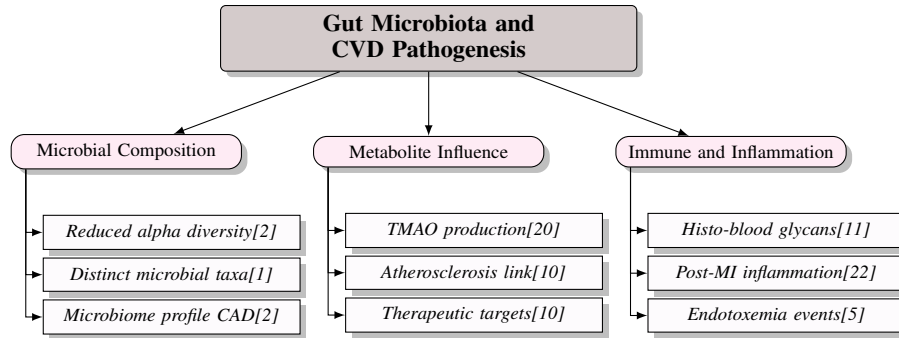 Gut Microbiota and
CVD Pathogenesis
Microbial Composition
Metabolite Influence
Immune and Inflammation
Reduced alpha diversity[2]
TMAO production[20]
Histo-blood glycans[11]
Distinct microbial taxa[1]
Atherosclerosis link[10]
Post-MI inflammation[22]
Microbiome profile CAD[2]
Therapeutic targets[10]
Endotoxemia events[5]